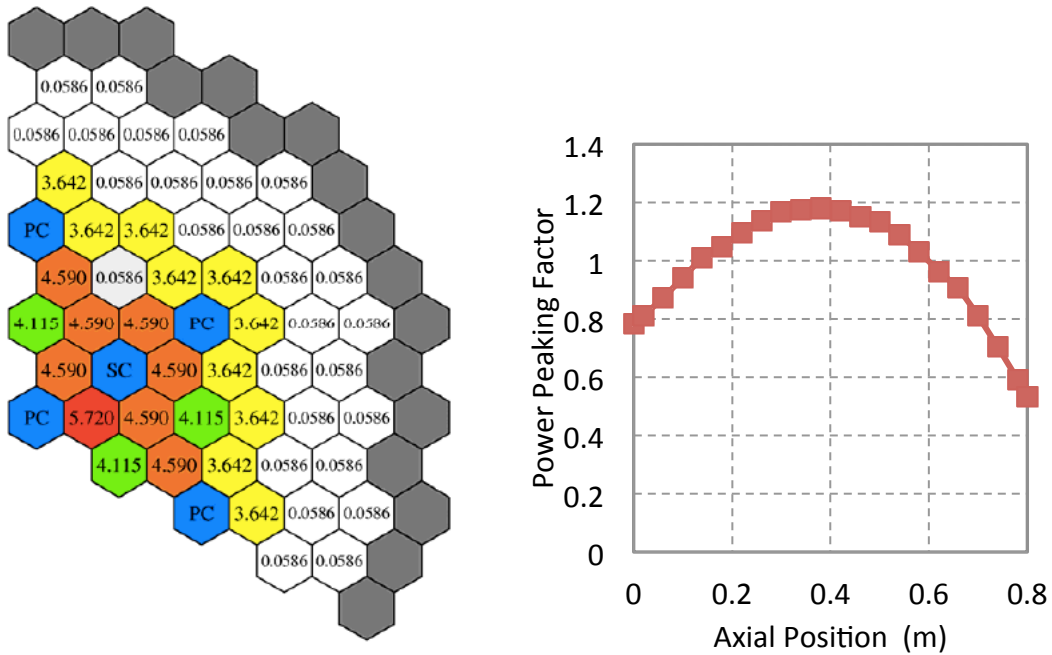 0.0586 0.0586
0.0586 0.0586 0.0586 0.0586
3.642 0.0586 0.0586 0.0586 0.0586
PC 3.642 3.642 0.0586 0.0586 0.0586
4.590 0.0586 3.642 3.642 0.0586 0.0586
4.115 4.590 4.590 PC 3.642 0.0586 0.0586
4.590 SC 4.590 3.642 0.0586 0.0586
PC 5.720 4.590 4.115 3.642 0.0586 0.0586
4.115 4.590 3.642 0.0586 0.0586
PC 3.642 0.0586 0.0586
0.0586 0.0586
Power Peaking Factor
1.4
1.2
1
0.8
0.6
0.4
0.2
0
0 0.2 0.4 0.6 0.8
Axial Position (m)